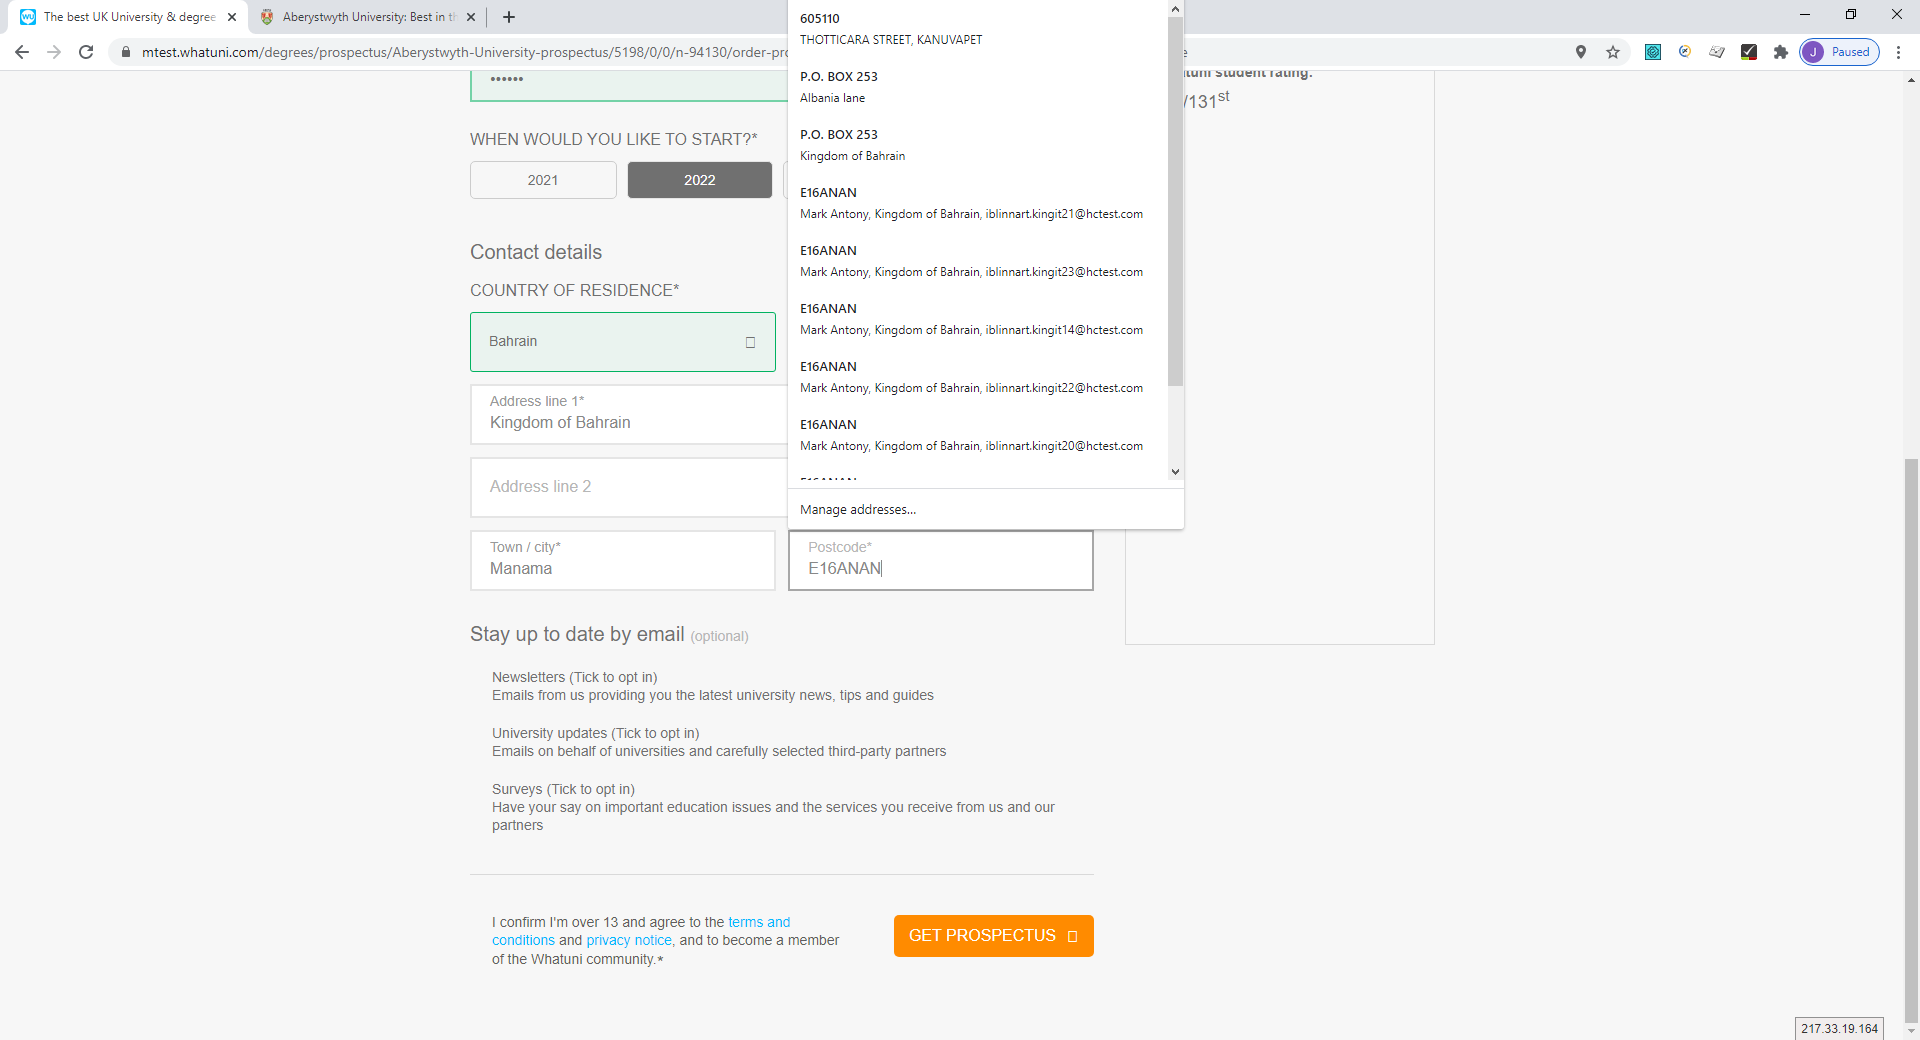 The best UK University & degree
Aberystwyth University: Best in th
mtest.whatuni.com/degrees/prospectus/Aberystwyth-University-prospectus/5198/0/0/n-94130/order-pro
e
J Paused
••••••
WHEN WOULD YOU LIKE TO START?*
2021
2022
Contact details
COUNTRY OF RESIDENCE*
Bahrain
Address line 1*
Kingdom of Bahrain
Address line 2
Town / city*
Manama
Postcode*
E16ANAN
605110
THOTTICARA STREET, KANUVAPET
P.O. BOX 253
Albania lane
P.O. BOX 253
Kingdom of Bahrain
E16ANAN
Mark Antony, Kingdom of Bahrain, iblinnart.kingit21@hctest.com
E16ANAN
Mark Antony, Kingdom of Bahrain, iblinnart.kingit23@hctest.com
E16ANAN
Mark Antony, Kingdom of Bahrain, iblinnart.kingit14@hctest.com
E16ANAN
Mark Antony, Kingdom of Bahrain, iblinnart.kingit22@hctest.com
E16ANAN
Mark Antony, Kingdom of Bahrain, iblinnart.kingit20@hctest.com
E16ANAN
Manage addresses...
student rating:
/131st
Stay up to date by email (optional)
Newsletters (Tick to opt in)
Emails from us providing you the latest university news, tips and guides
University updates (Tick to opt in)
Emails on behalf of universities and carefully selected third-party partners
Surveys (Tick to opt in)
Have your say on important education issues and the services you receive from us and our
partners
I confirm I'm over 13 and agree to the terms and
conditions and privacy notice, and to become a member
of the Whatuni community.*
GET PROSPECTUS
217.33.19.164